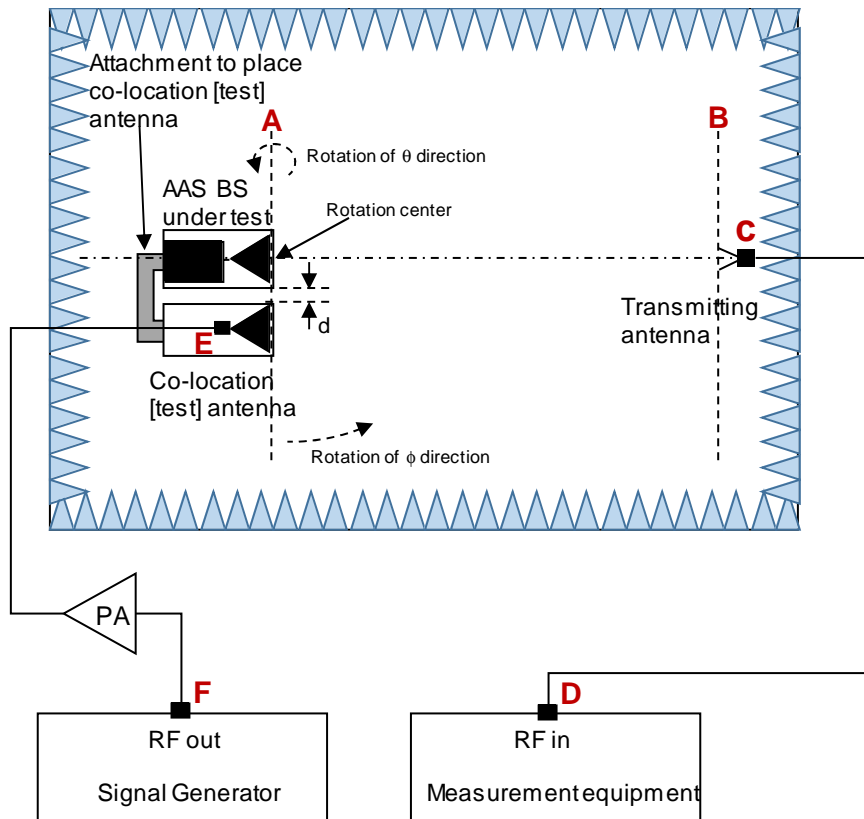 Attachment to place
co-location [test]
antenna
A
B
Rotation of θ direction
AAS BS
under test
Rotation center
C
d
Transmitting
antenna
E
Co-location
[test] antenna
Rotation of ϕ direction
PA
F
D
RF out
RF in
Signal Generator
Measurement equipment